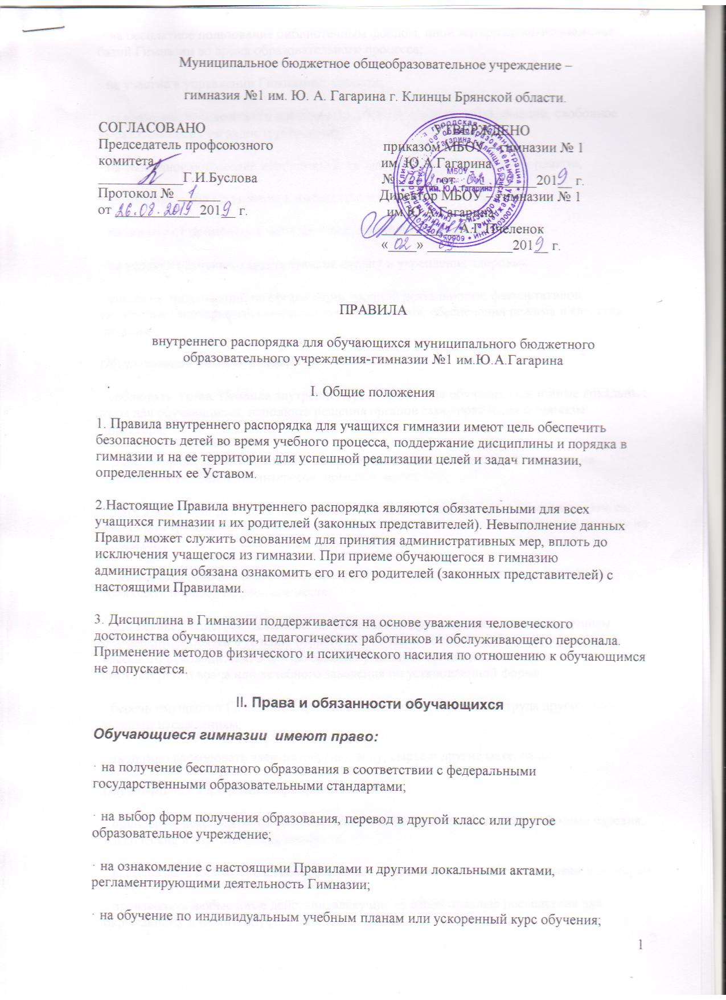 Муниципальное бюджетное общеобразовательное учреждение –
гимназия №1 им. Ю. А. Гагарина г. Клинцы Брянской области.
СОГЛАСОВАНО
Председатель профсоюзного
комитета
____________Г.И.Буслова
Протокол № __1___
от 26.08.2019 2019 г.
УТВЕРЖДЕНО
приказом МБОУ – гимназии № 1
им. Ю.А.Гагарина
№ от 2019 г.
Директор МБОУ – гимназии № 1
им.Ю.А.Гагарина
А.Г.Пчеленок
«02» 09 2019 г.
МБОУ –
им. Ю.А. Гагарина
ПРАВИЛА
внутреннего распорядка для обучающихся муниципального бюджетного
образовательного учреждения-гимназии №1 им.Ю.А.Гагарина
I. Общие положения
1. Правила внутреннего распорядка для учащихся гимназии имеют цель обеспечить
безопасность детей во время учебного процесса, поддержание дисциплины и порядка в
гимназии и на ее территории для успешной реализации целей и задач гимназии,
определенных ее Уставом.
2.Настоящие Правила внутреннего распорядка являются обязательными для всех
учащихся гимназии и их родителей (законных представителей). Невыполнение данных
Правил может служить основанием для принятия административных мер, вплоть до
исключения учащегося из гимназии. При приеме обучающегося в гимназию
администрация обязана ознакомить его и его родителей (законных представителей) с
настоящими Правилами.
3. Дисциплина в Гимназии поддерживается на основе уважения человеческого
достоинства обучающихся, педагогических работников и обслуживающего персонала.
Применение методов физического и психического насилия по отношению к обучающимся
не допускается.
II. Права и обязанности обучающихся
Обучающиеся гимназии имеют право:
· на получение бесплатного образования в соответствии с федеральными
государственными образовательными стандартами;
· на выбор форм получения образования, перевод в другой класс или другое
образовательное учреждение;
· на ознакомление с настоящими Правилами и другими локальными актами,
регламентирующими деятельность Гимназии;
· на обучение по индивидуальным учебным планам или ускоренный курс обучения;
1